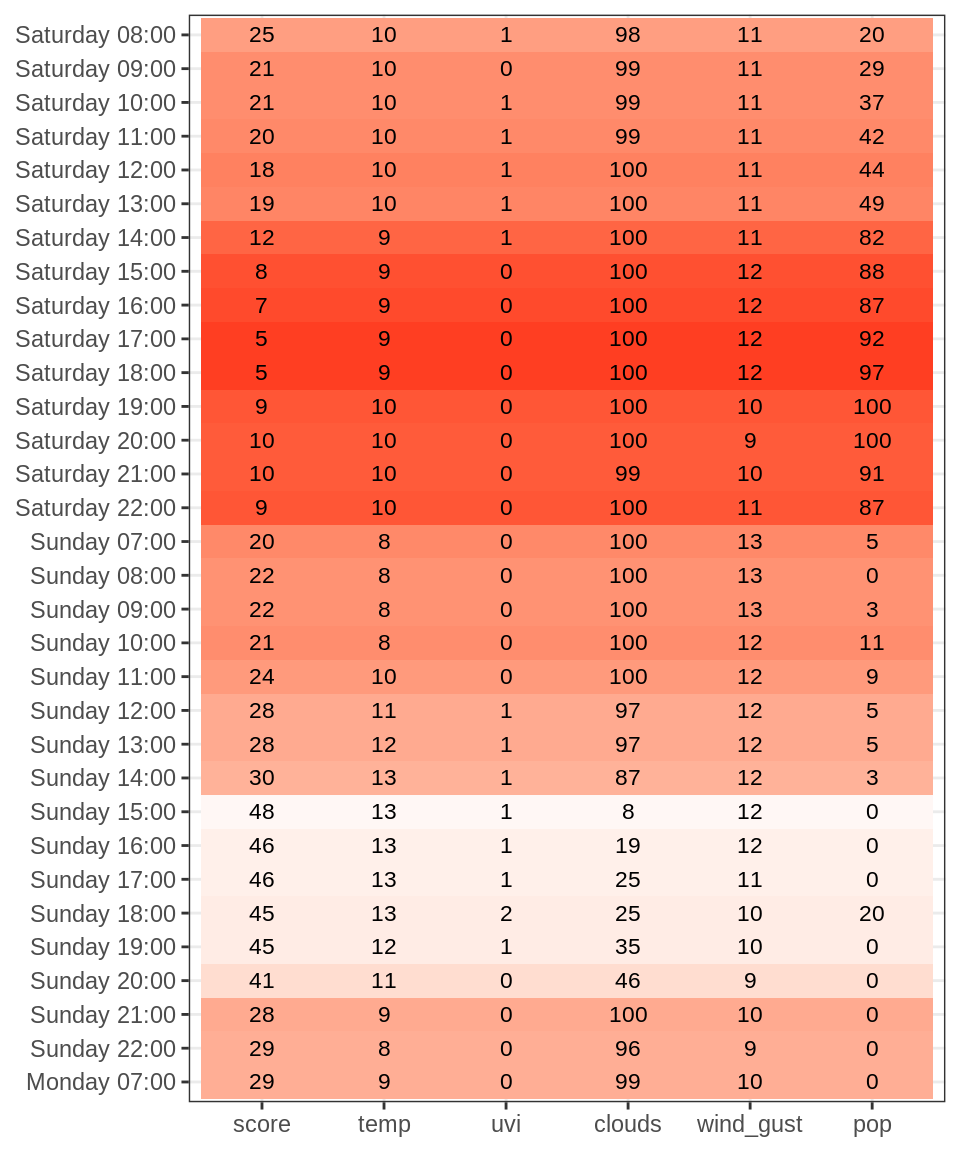 Saturday 08:00 25 10 1 98 11 20
Saturday 09:00 21 10 0 99 11 29
Saturday 10:00 21 10 1 99 11 37
Saturday 11:00 20 10 1 99 11 42
Saturday 12:00 18 10 1 100 11 44
Saturday 13:00 19 10 1 100 11 49
Saturday 14:00 12 9 1 100 11 82
Saturday 15:00 8 9 0 100 12 88
Saturday 16:00 7 9 0 100 12 87
Saturday 17:00 5 9 0 100 12 92
Saturday 18:00 5 9 0 100 12 97
Saturday 19:00 9 10 0 100 10 100
Saturday 20:00 10 10 0 100 9 100
Saturday 21:00 10 10 0 99 10 91
Saturday 22:00 9 10 0 100 11 87
Sunday 07:00 20 8 0 100 13 5
Sunday 08:00 22 8 0 100 13 0
Sunday 09:00 22 8 0 100 13 3
Sunday 10:00 21 8 0 100 12 11
Sunday 11:00 24 10 0 100 12 9
Sunday 12:00 28 11 1 97 12 5
Sunday 13:00 28 12 1 97 12 5
Sunday 14:00 30 13 1 87 12 3
Sunday 15:00 48 13 1 8 12 0
Sunday 16:00 46 13 1 19 12 0
Sunday 17:00 46 13 1 25 11 0
Sunday 18:00 45 13 2 25 10 20
Sunday 19:00 45 12 1 35 10 0
Sunday 20:00 41 11 0 46 9 0
Sunday 21:00 28 9 0 100 10 0
Sunday 22:00 29 8 0 96 9 0
Monday 07:00 29 9 0 99 10 0
score temp uvi clouds wind_gust pop